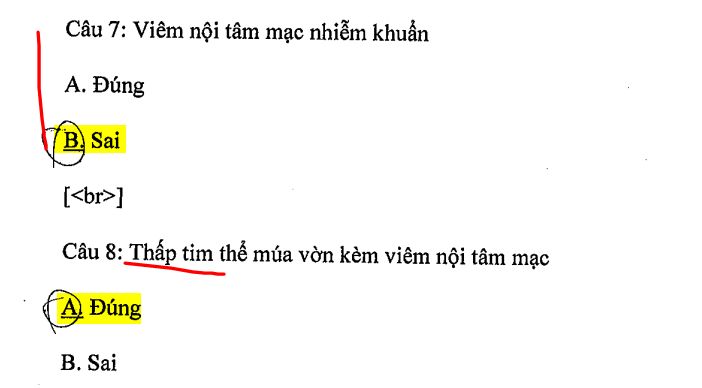 Câu 7: Viêm nội tâm mạc nhiễm khuẩn
A. Đúng
B. Sai
[<br>]
Câu 8: Thấp tim thể múa vờn kèm viêm nội tâm mạc
A. Đúng
B. Sai